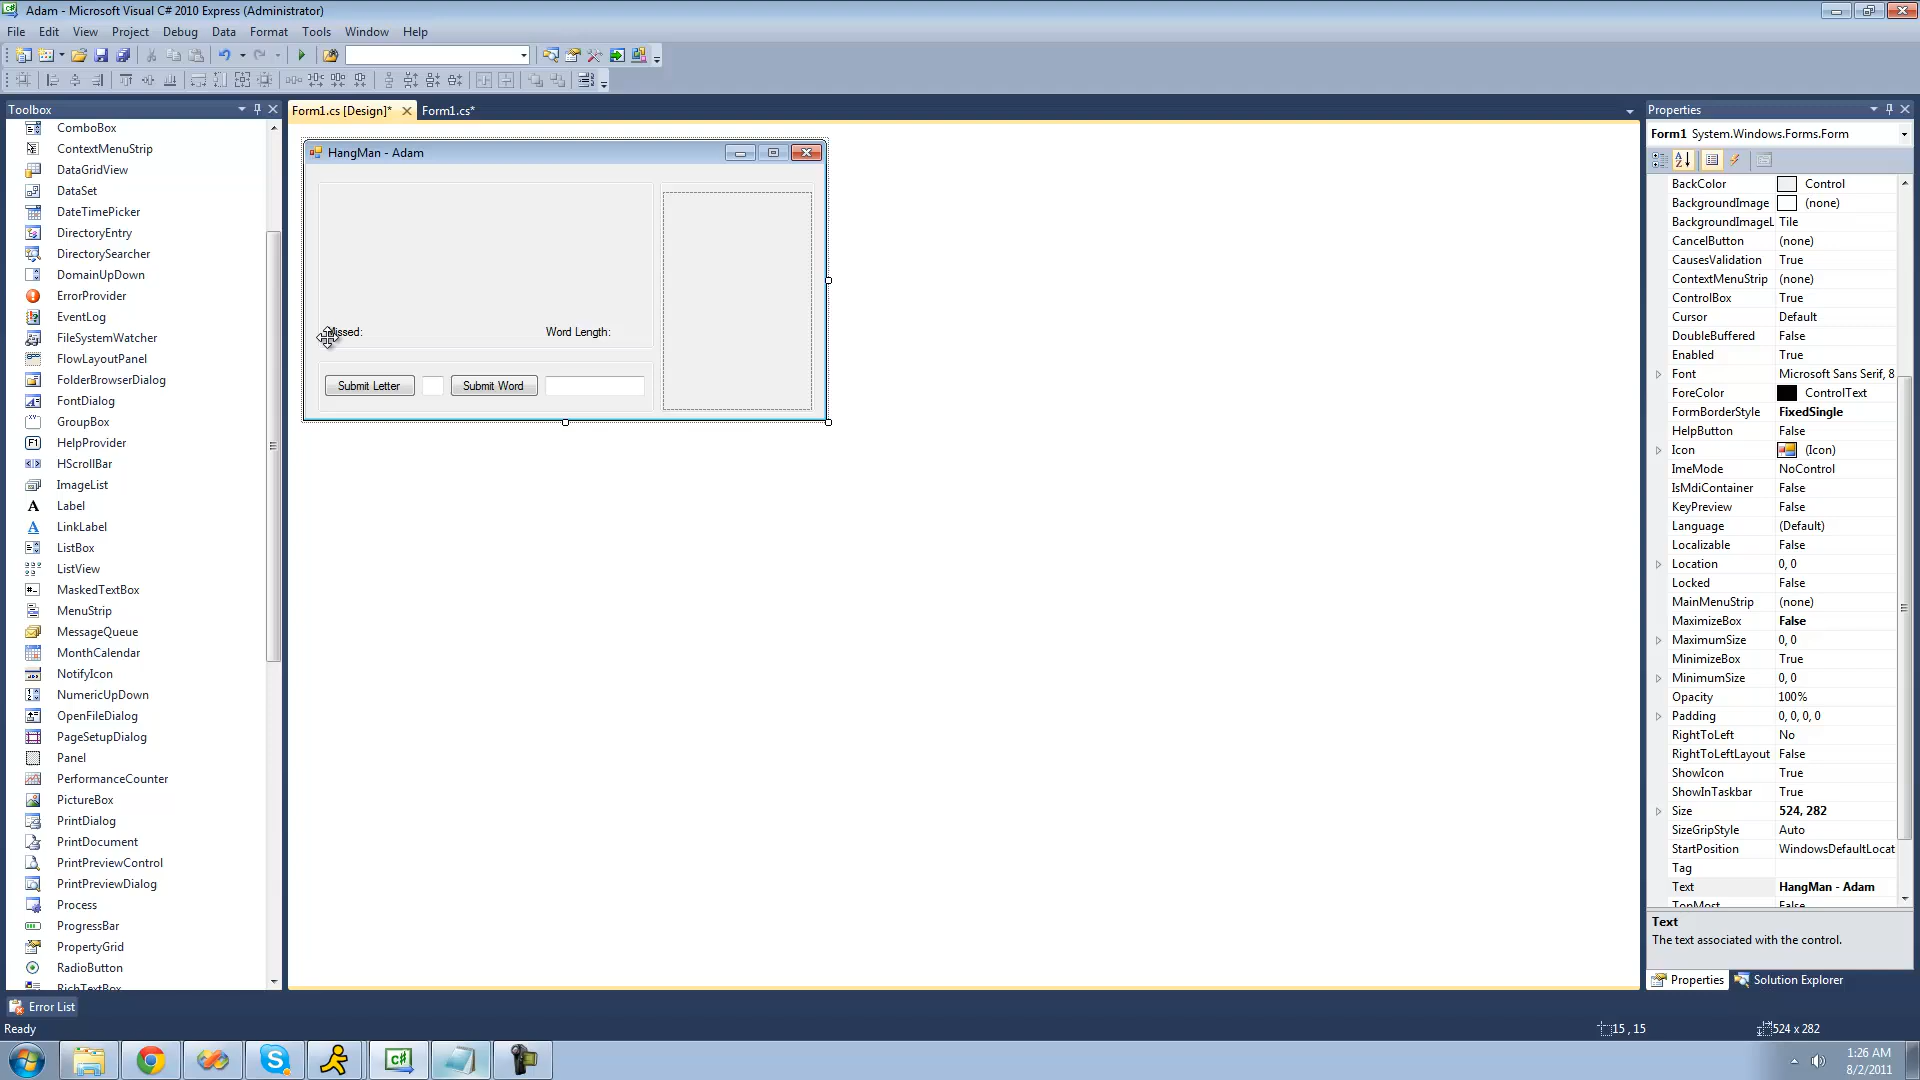 Adam - Microsoft Visual C# 2010 Express (Administrator)
File Edit View Project Debug Data Format Tools Window Help
Toolbox
ComboBox
ContextMenuStrip
DataGridView
DataSet
DateTimePicker
DirectoryEntry
DirectorySearcher
DomainUpDown
ErrorProvider
EventLog
FileSystemWatcher
FlowLayoutPanel
FolderBrowserDialog
FontDialog
GroupBox
HelpProvider
HScrollBar
ImageList
Label
LinkLabel
ListBox
ListView
MaskedTextBox
MenuStrip
MessageQueue
MonthCalendar
NotifyIcon
NumericUpDown
OpenFileDialog
PageSetupDialog
Panel
PerformanceCounter
PictureBox
PrintDialog
PrintDocument
PrintPreviewControl
PrintPreviewDialog
Process
ProgressBar
PropertyGrid
RadioButton
RichTextBox
Form1.cs [Design]* Form1.cs*
HangMan - Adam
Missed: Word Length:
Submit Letter Submit Word
Properties
Form1 System.Windows.Forms.Form
BackColor Control
BackgroundImage (none)
BackgroundImageL Tile
CancelButton (none)
CausesValidation True
ContextMenuStrip (none)
ControlBox True
Cursor Default
DoubleBuffered False
Enabled True
Font Microsoft Sans Serif, 8
ForeColor ControlText
FormBorderStyle FixedSingle
HelpButton False
Icon (Icon)
ImeMode NoControl
IsMdiContainer False
KeyPreview False
Language (Default)
Localizable False
Location 0, 0
Locked False
MainMenuStrip (none)
MaximizeBox False
MaximumSize 0, 0
MinimizeBox True
MinimumSize 0, 0
Opacity 100%
Padding 0, 0, 0, 0
RightToLeft No
RightToLeftLayout False
ShowIcon True
ShowInTaskbar True
Size 524, 282
SizeGripStyle Auto
StartPosition WindowsDefaultLocat
Tag
Text HangMan - Adam
TopMost False
Text
The text associated with the control.
Properties Solution Explorer
Error List
Ready 15 , 15 524 x 282
1:26 AM
8/2/2011